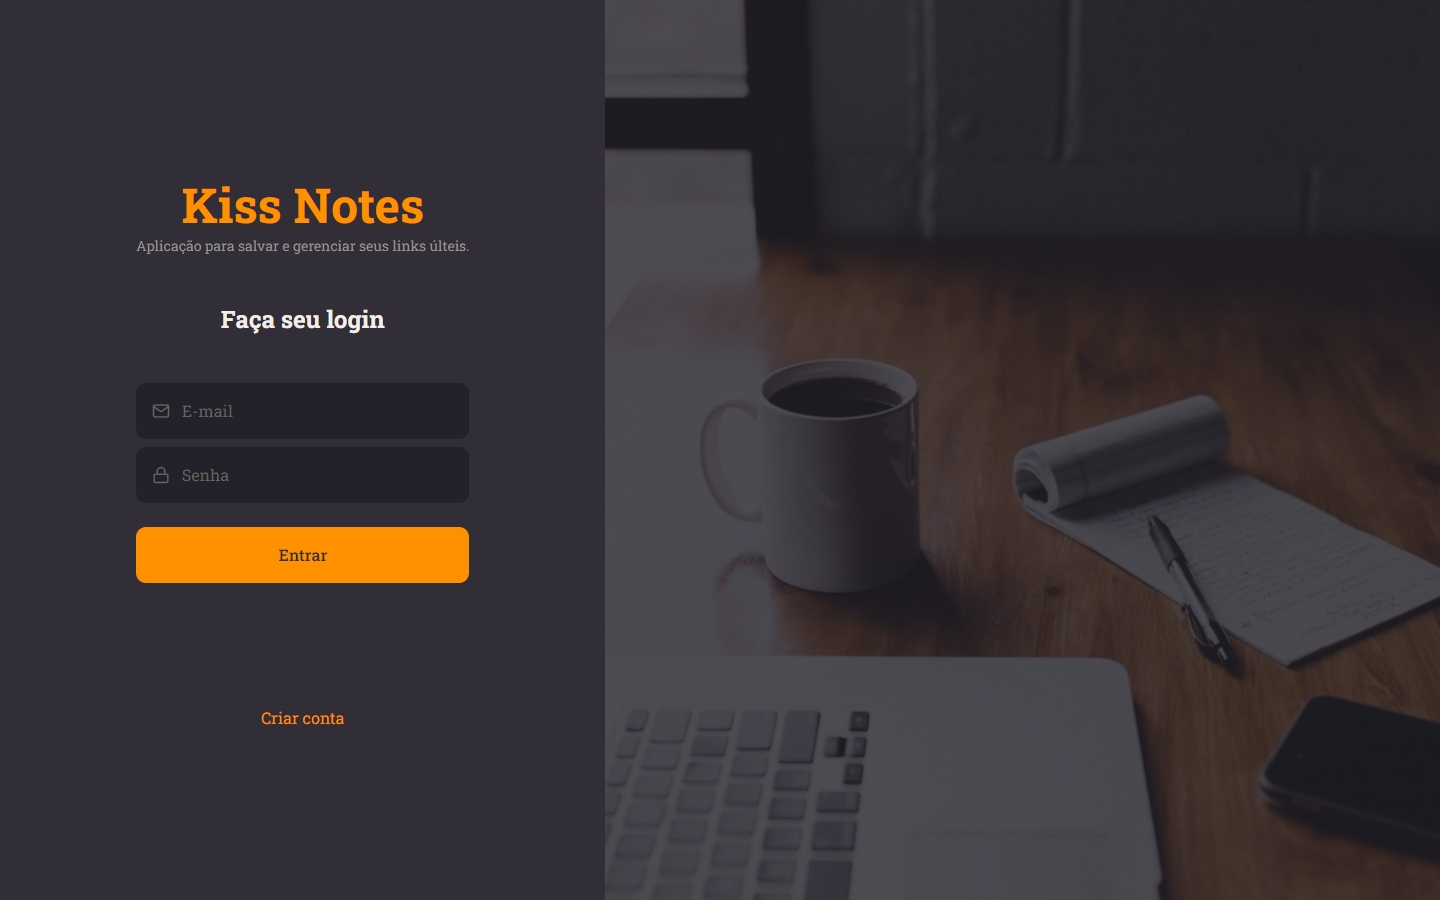 Kiss Notes
Aplicação para salvar e gerenciar seus links últeis.
Faça seu login
E-mail
Senha
Entrar
Criar conta